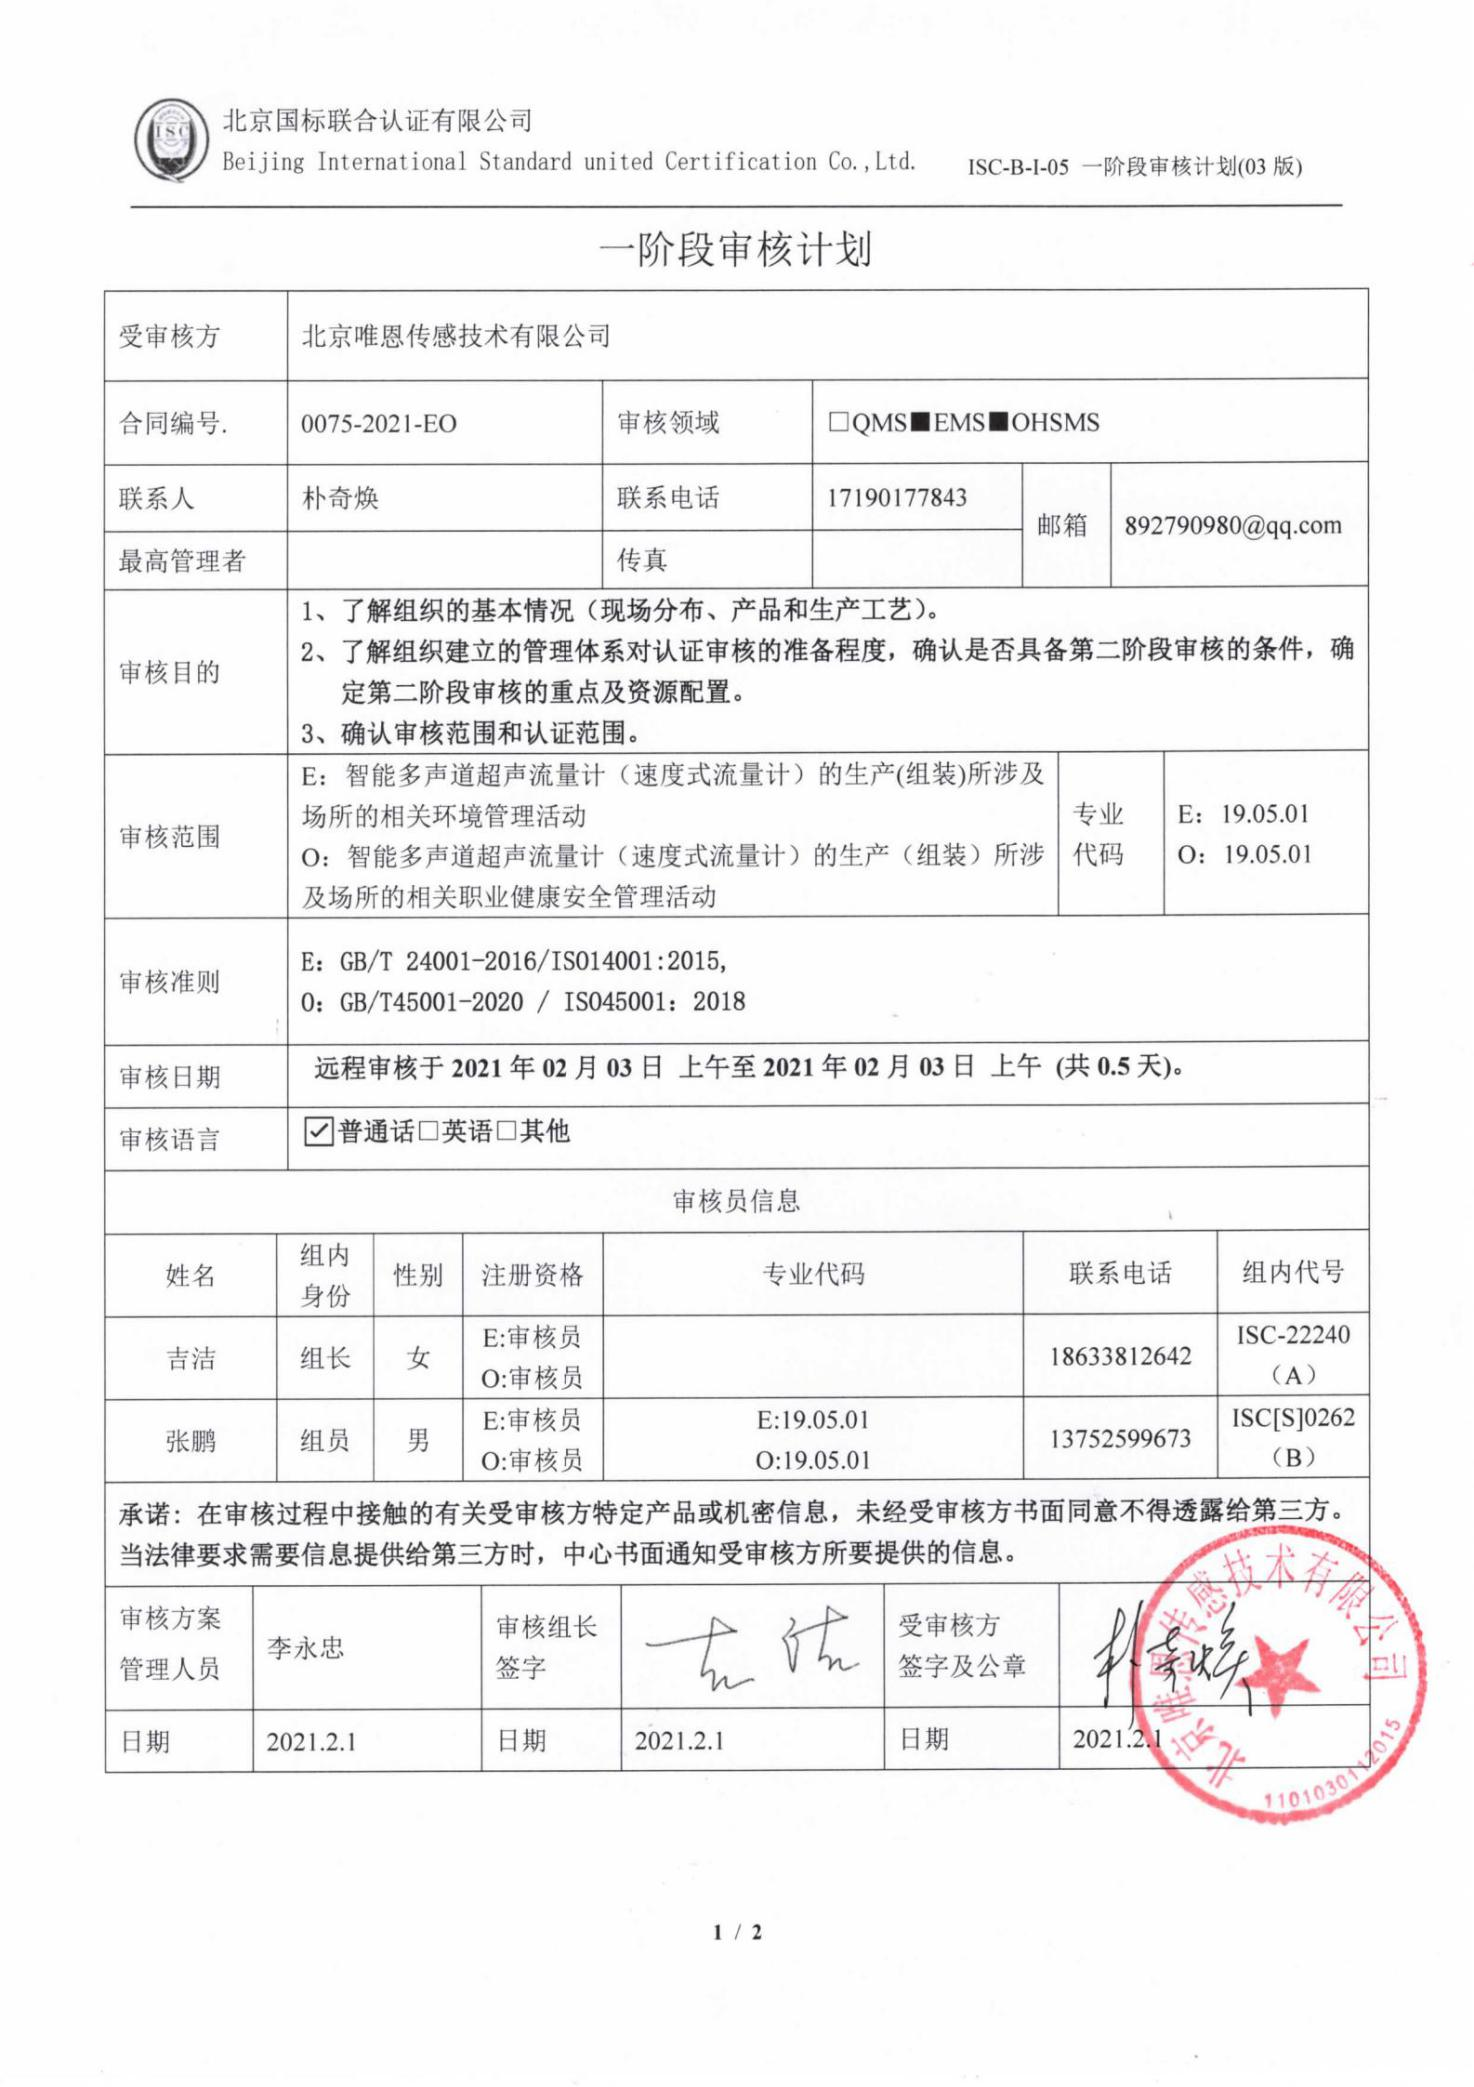 ISC
北京国标联合认证有限公司
Beijing International Standard united Certification Co.,Ltd.
ISC-B-I-05 一阶段审核计划(03 版)
一阶段审核计划
受审核方 北京唯恩传感技术有限公司
合同编号. 0075-2021-EO 审核领域 □QMS■EMS■OHSMS
联系人 朴奇焕 联系电话 17190177843 邮箱 892790980@qq.com
最高管理者 传真
审核目的
1、了解组织的基本情况（现场分布、产品和生产工艺）。
2、了解组织建立的管理体系对认证审核的准备程度，确认是否具备第二阶段审核的条件，确
定第二阶段审核的重点及资源配置。
3、确认审核范围和认证范围。
审核范围
E：智能多声道超声流量计（速度式流量计）的生产(组装)所涉及
场所的相关环境管理活动
O：智能多声道超声流量计（速度式流量计）的生产（组装）所涉
及场所的相关职业健康安全管理活动
专业
代码
E：19.05.01
O：19.05.01
审核准则
E：GB/T 24001-2016/ISO14001:2015,
O：GB/T45001-2020 / ISO45001：2018
审核日期 远程审核于 2021 年 02 月 03 日 上午至 2021 年 02 月 03 日 上午 (共 0.5 天)。
审核语言 ☑普通话□英语□其他
审核员信息
姓名 组内身份 性别 注册资格 专业代码 联系电话 组内代号
吉洁 组长 女 E:审核员 O:审核员 18633812642 ISC-22240（A）
张鹏 组员 男 E:审核员 O:审核员 E:19.05.01 O:19.05.01 13752599673 ISC[S]0262（B）
承诺：在审核过程中接触的有关受审核方特定产品或机密信息，未经受审核方书面同意不得透露给第三方。
当法律要求需要信息提供给第三方时，中心书面通知受审核方所要提供的信息。
审核方案
管理人员
李永忠
审核组长
签字
吉洁
受审核方
签字及公章
朴奇焕
日期 2021.2.1 日期 2021.2.1 日期 2021.2.1
北京唯恩传感技术有限公司
1101030112015
1 / 2